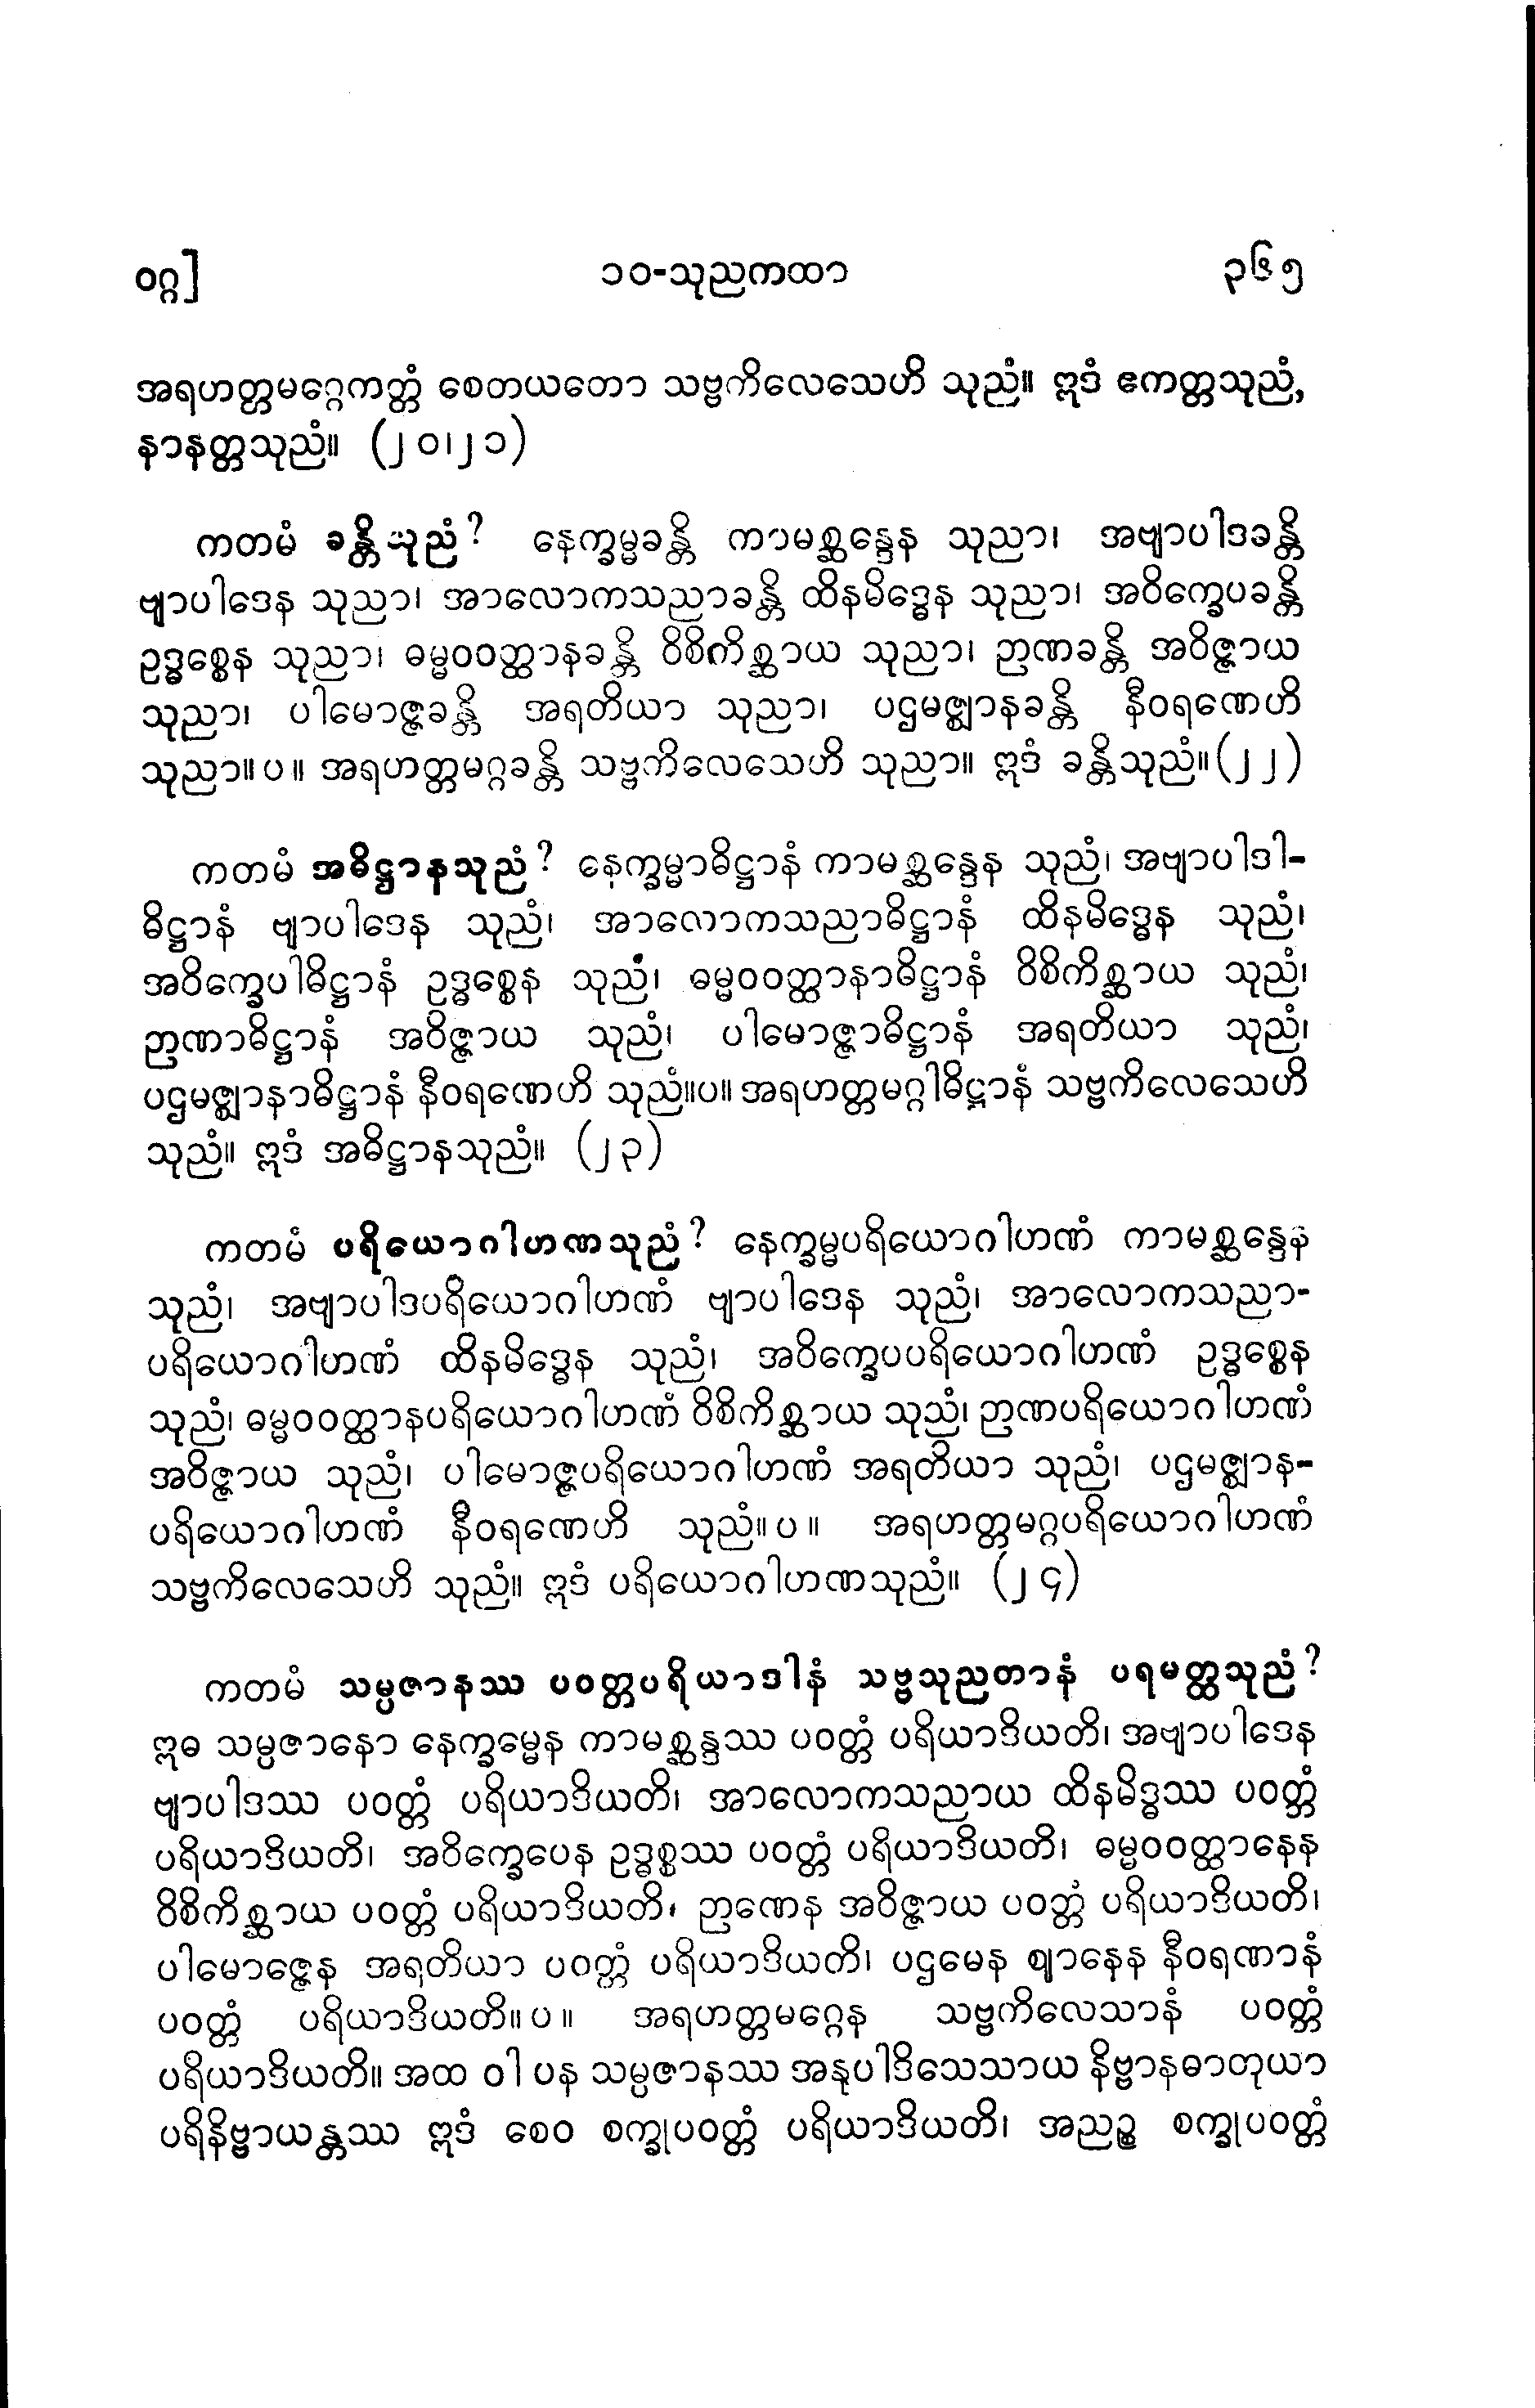 ဝဂ္ဂ]
၁၀-သုညကထာ
၃၆၅
အရဟတ္တမဂ္ဂေကတ္တံ စေတယတော သဗ္ဗကိလေသေဟိ သုညံ။ ဣဒံ ဧကတ္တသုညံ,
နာနတ္တသုညံ။ (၂၀၊၂၁)
ကတမံ ခန္တိသုညံ? နေက္ခမ္မခန္တိ ကာမစ္ဆန္ဒေန သုညာ၊ အဗျာပါဒခန္တိ
ဗျာပါဒေန သုညာ၊ အာလောကသညာခန္တိ ထိနမိဒ္ဓေန သုညာ၊ အဝိက္ခေပခန္တိ
ဥဒ္ဓစ္စေန သုညာ၊ ဓမ္မဝဝတ္ထာနခန္တိ ဝိစိကိစ္ဆာယ သုညာ၊ ဉာဏခန္တိ အဝိဇ္ဇာယ
သုညာ၊ ပါမောဇ္ဇခန္တိ အရတိယာ သုညာ၊ ပဌမဇ္ဈာနခန္တိ နီဝရဏေဟိ
သုညာ။ပ။ အရဟတ္တမဂ္ဂခန္တိ သဗ္ဗကိလေသေဟိ သုညာ။ ဣဒံ ခန္တိသုညံ။(၂၂)
ကတမံ အဓိဋ္ဌာနသုညံ? နေက္ခမ္မာဓိဋ္ဌာနံ ကာမစ္ဆန္ဒေန သုညံ၊ အဗျာပါဒါ-
ဓိဋ္ဌာနံ ဗျာပါဒေန သုညံ၊ အာလောကသညာဓိဋ္ဌာနံ ထိနမိဒ္ဓေန သုညံ၊
အဝိက္ခေပါဓိဋ္ဌာနံ ဥဒ္ဓစ္စေန သုညံ၊ ဓမ္မဝဝတ္ထာနာဓိဋ္ဌာနံ ဝိစိကိစ္ဆာယ သုညံ၊
ဉာဏာဓိဋ္ဌာနံ အဝိဇ္ဇာယ သုညံ၊ ပါမောဇ္ဇာဓိဋ္ဌာနံ အရတိယာ သုညံ၊
ပဌမဇ္ဈာနာဓိဋ္ဌာနံ နီဝရဏေဟိ သုညံ။ပ။ အရဟတ္တမဂ္ဂါဓိဋ္ဌာနံ သဗ္ဗကိလေသေဟိ
သုညံ။ ဣဒံ အဓိဋ္ဌာနသုညံ။ (၂၃)
ကတမံ ပရိယောဂါဟဏသုညံ? နေက္ခမ္မပရိယောဂါဟဏံ ကာမစ္ဆန္ဒေန
သုညံ၊ အဗျာပါဒပရိယောဂါဟဏံ ဗျာပါဒေန သုညံ၊ အာလောကသညာ-
ပရိယောဂါဟဏံ ထိနမိဒ္ဓေန သုညံ၊ အဝိက္ခေပပရိယောဂါဟဏံ ဥဒ္ဓစ္စေန
သုညံ၊ ဓမ္မဝဝတ္ထာနပရိယောဂါဟဏံ ဝိစိကိစ္ဆာယ သုညံ၊ ဉာဏပရိယောဂါဟဏံ
အဝိဇ္ဇာယ သုညံ၊ ပါမောဇ္ဇပရိယောဂါဟဏံ အရတိယာ သုညံ၊ ပဌမဇ္ဈာန-
ပရိယောဂါဟဏံ နီဝရဏေဟိ သုညံ။ပ။ အရဟတ္တမဂ္ဂပရိယောဂါဟဏံ
သဗ္ဗကိလေသေဟိ သုညံ။ ဣဒံ ပရိယောဂါဟဏသုညံ။ (၂၄)
ကတမံ သမ္ပဇာနဿ ပဝတ္တပရိယာဒါနံ သဗ္ဗသုညတာနံ ပရမတ္ထသုညံ?
ဣဓ သမ္ပဇာနော နေက္ခမ္မေန ကာမစ္ဆန္ဒဿ ပဝတ္တံ ပရိယာဒိယတိ၊ အဗျာပါဒေန
ဗျာပါဒဿ ပဝတ္တံ ပရိယာဒိယတိ၊ အာလောကသညာယ ထိနမိဒ္ဓဿ ပဝတ္တံ
ပရိယာဒိယတိ၊ အဝိက္ခေပေန ဥဒ္ဓစ္စဿ ပဝတ္တံ ပရိယာဒိယတိ၊ ဓမ္မဝဝတ္ထာနေန
ဝိစိကိစ္ဆာယ ပဝတ္တံ ပရိယာဒိယတိ၊ ဉာဏေန အဝိဇ္ဇာယ ပဝတ္တံ ပရိယာဒိယတိ၊
ပါမောဇ္ဇေန အရတိယာ ပဝတ္တံ ပရိယာဒိယတိ၊ ပဌမေန ဈာနေန နီဝရဏာနံ
ပဝတ္တံ ပရိယာဒိယတိ။ပ။ အရဟတ္တမဂ္ဂေန သဗ္ဗကိလေသာနံ ပဝတ္တံ
ပရိယာဒိယတိ။ အထ ဝါ ပန သမ္ပဇာနဿ အနုပါဒိသေသာယ နိဗ္ဗာနဓာတုယာ
ပရိနိဗ္ဗာယန္တဿ ဣဒံ စေဝ စက္ခုပဝတ္တံ ပရိယာဒိယတိ၊ အညဉ္စ စက္ခုပဝတ္တံ